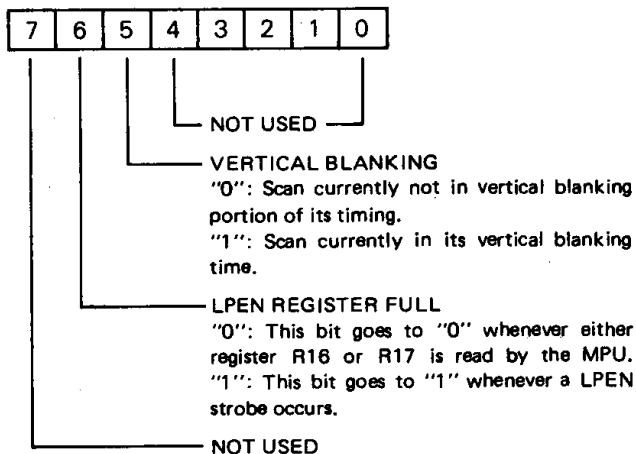 7 6 5 4 3 2 1 0
NOT USED
VERTICAL BLANKING
"0": Scan currently not in vertical blanking
portion of its timing.
"1": Scan currently in its vertical blanking
time.
LPEN REGISTER FULL
"0": This bit goes to "0" whenever either
register R16 or R17 is read by the MPU.
"1": This bit goes to "1" whenever a LPEN
strobe occurs.
NOT USED